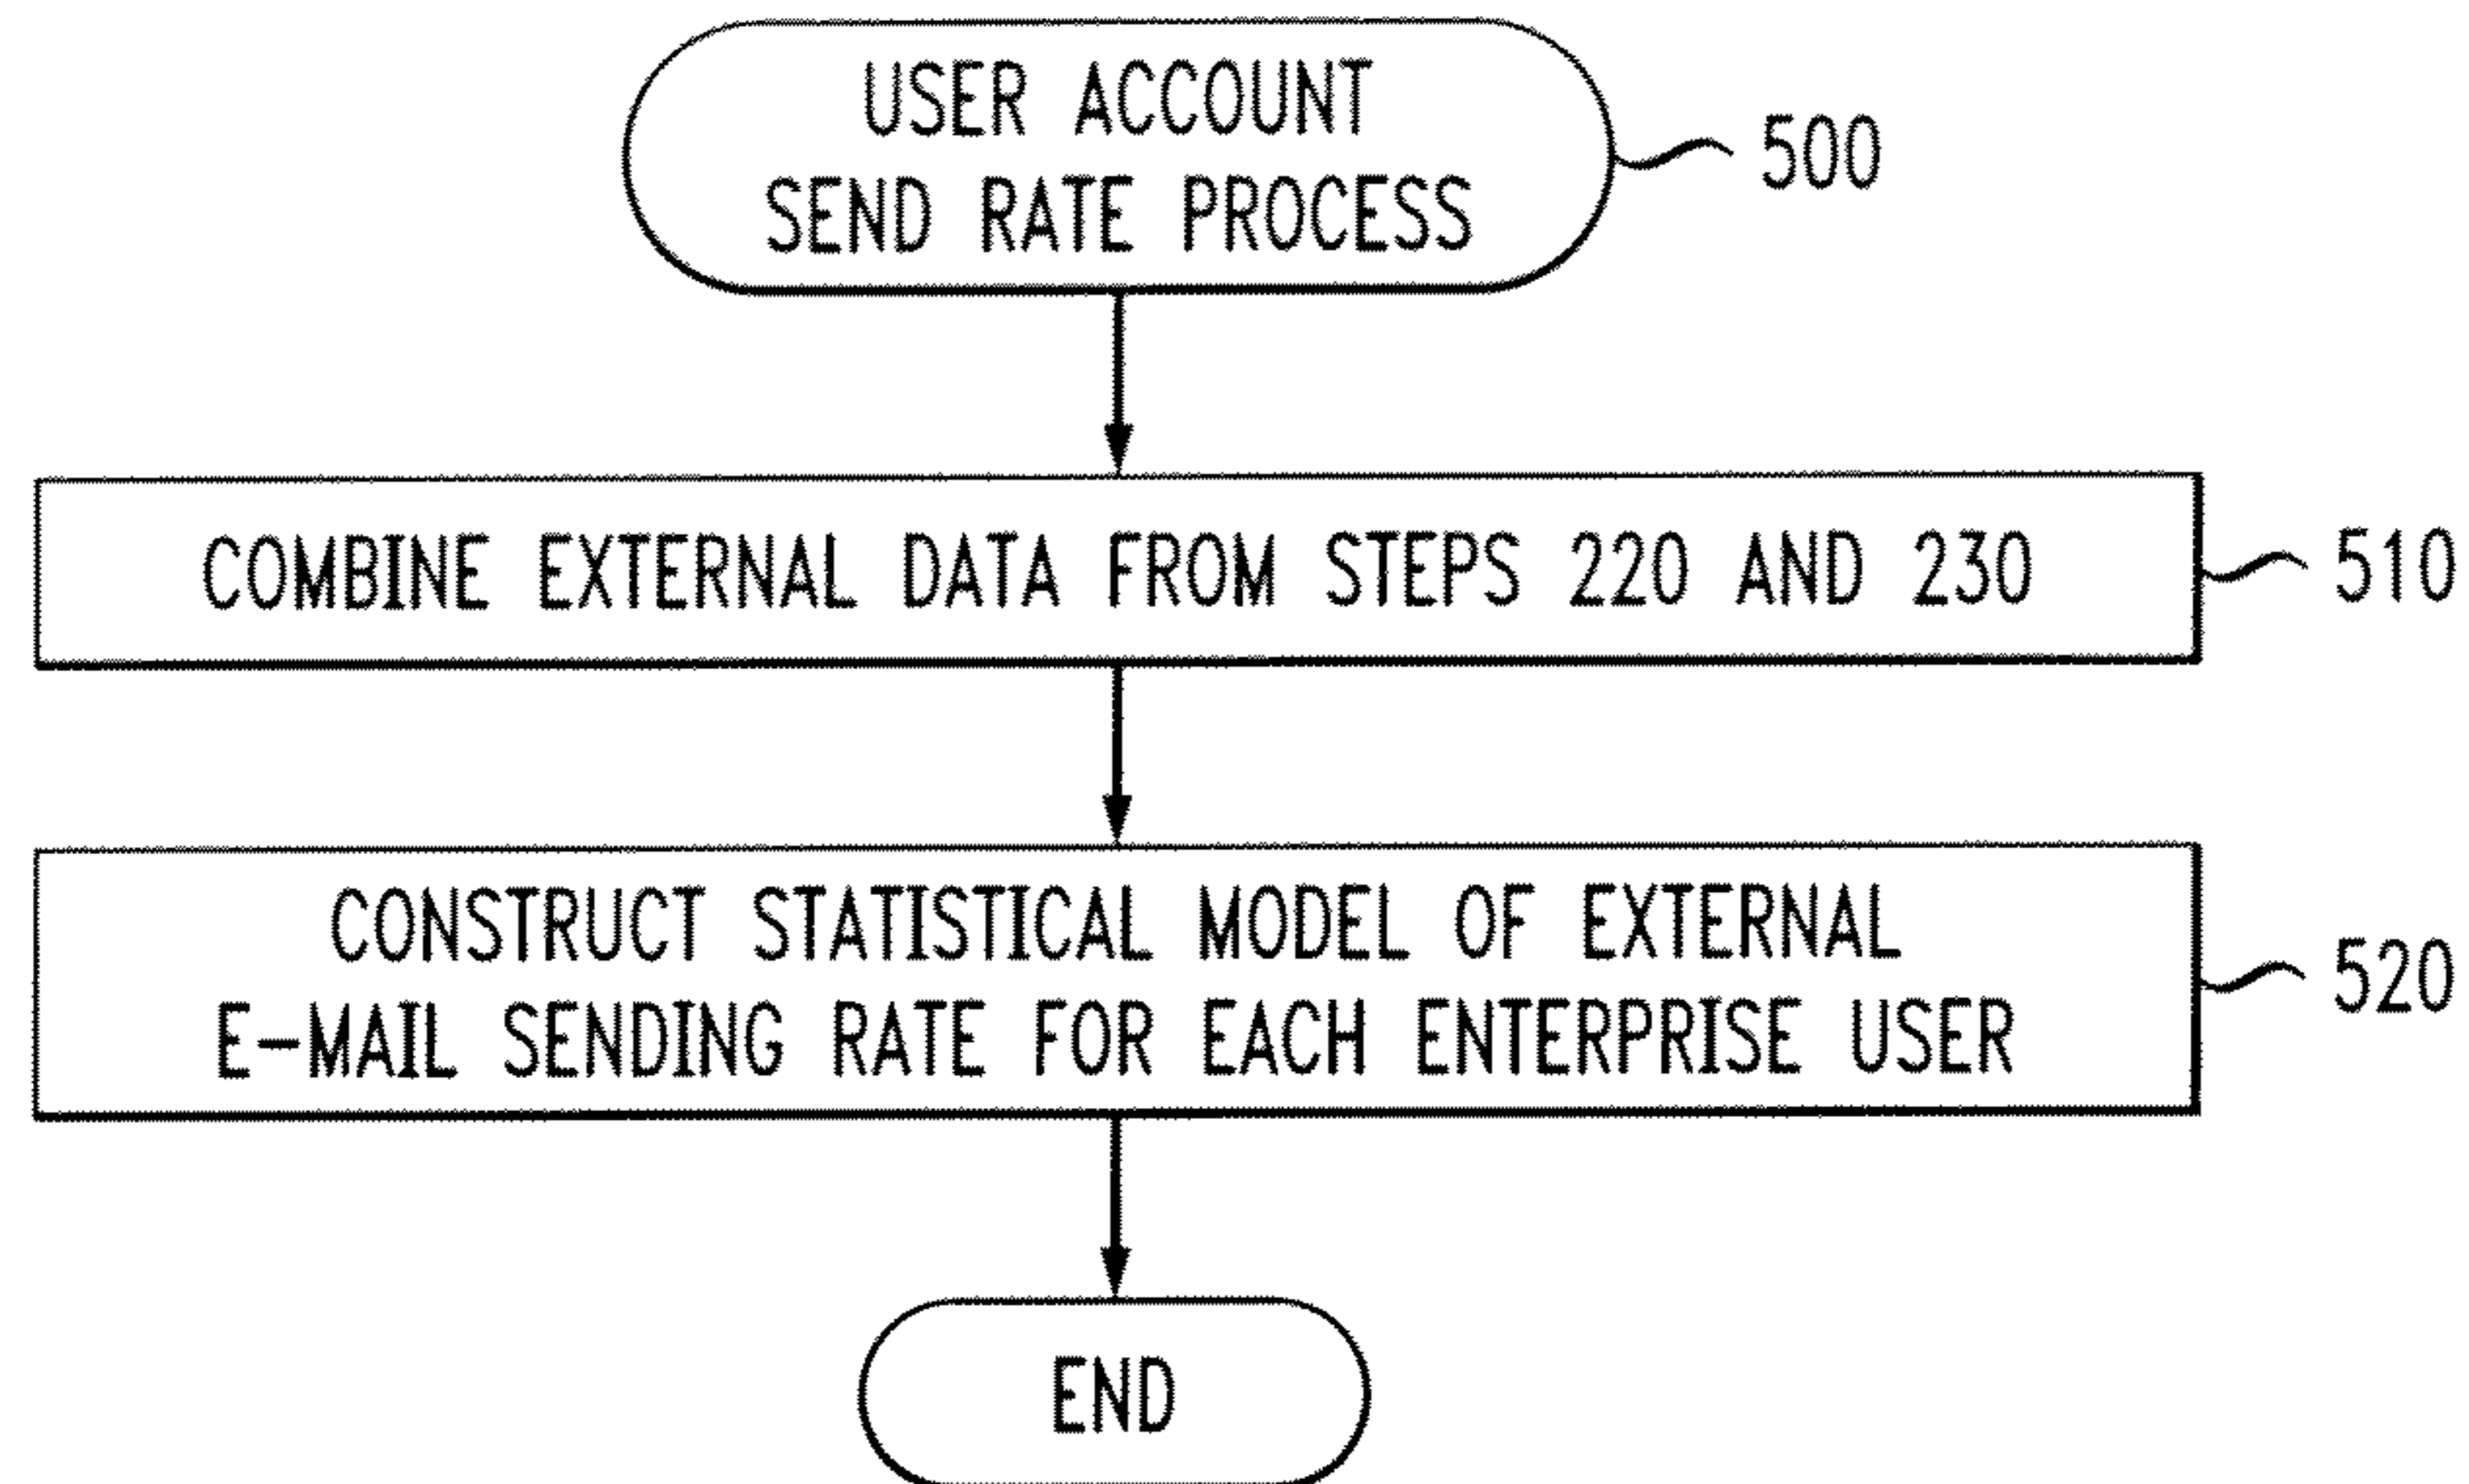 USER ACCOUNT
SEND RATE PROCESS
500
COMBINE EXTERNAL DATA FROM STEPS 220 AND 230
510
CONSTRUCT STATISTICAL MODEL OF EXTERNAL
E-MAIL SENDING RATE FOR EACH ENTERPRISE USER
520
END